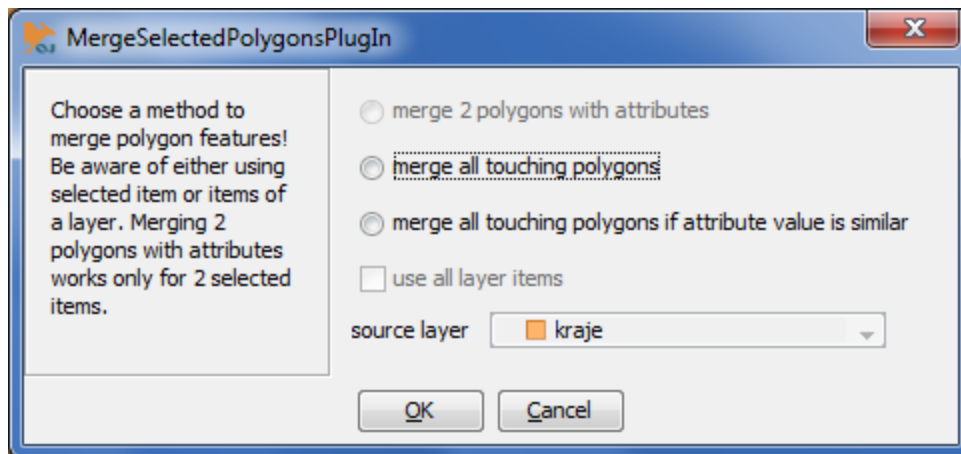 MergeSelectedPolygonsPlugIn
Choose a method to
merge polygon features!
Be aware of either using
selected item or items of
a layer. Merging 2
polygons with attributes
works only for 2 selected
items.
merge 2 polygons with attributes
merge all touching polygons
merge all touching polygons if attribute value is similar
use all layer items
source layer
kraje
OK
Cancel